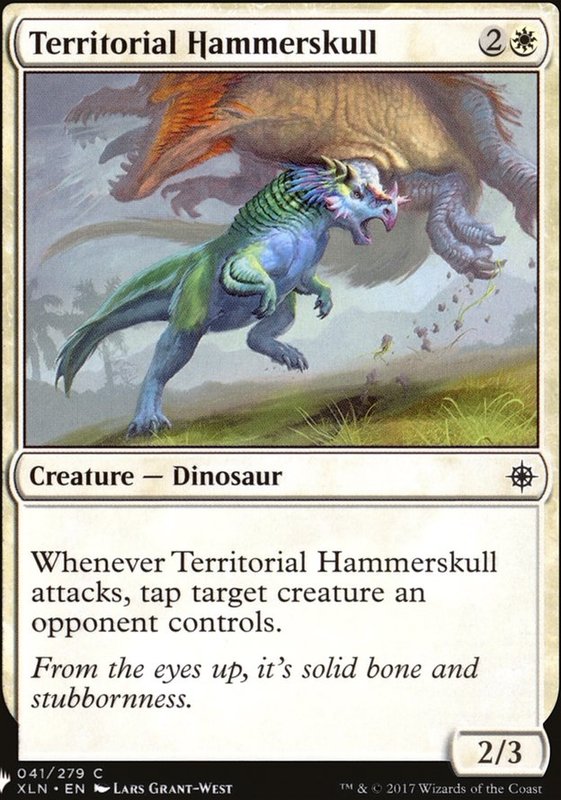 Territorial Hammerskull 2
Creature — Dinosaur
Whenever Territorial Hammerskull
attacks, tap target creature an
opponent controls.
From the eyes up, it's solid bone and
stubbornness.
2/3
041/279 C
XLN • EN Lars Grant-West
™ & © 2017 Wizards of the Coast